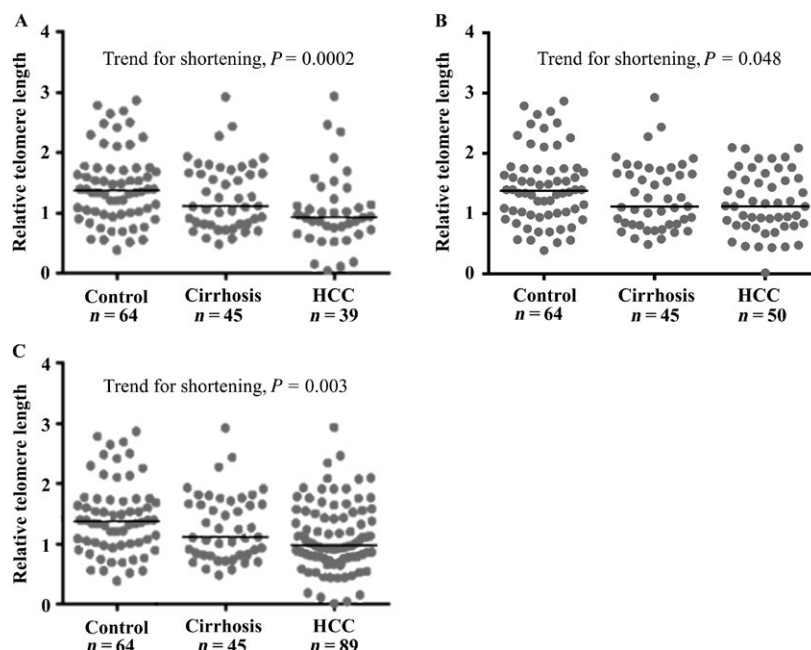 A
Relative telomere length
4
3
2
1
0
Trend for shortening, P = 0.0002
Control
n = 64
Cirrhosis
n = 45
HCC
n = 39
B
Relative telomere length
4
3
2
1
0
Trend for shortening, P = 0.048
Control
n = 64
Cirrhosis
n = 45
HCC
n = 50
C
Relative telomere length
4
3
2
1
0
Trend for shortening, P = 0.003
Control
n = 64
Cirrhosis
n = 45
HCC
n = 89